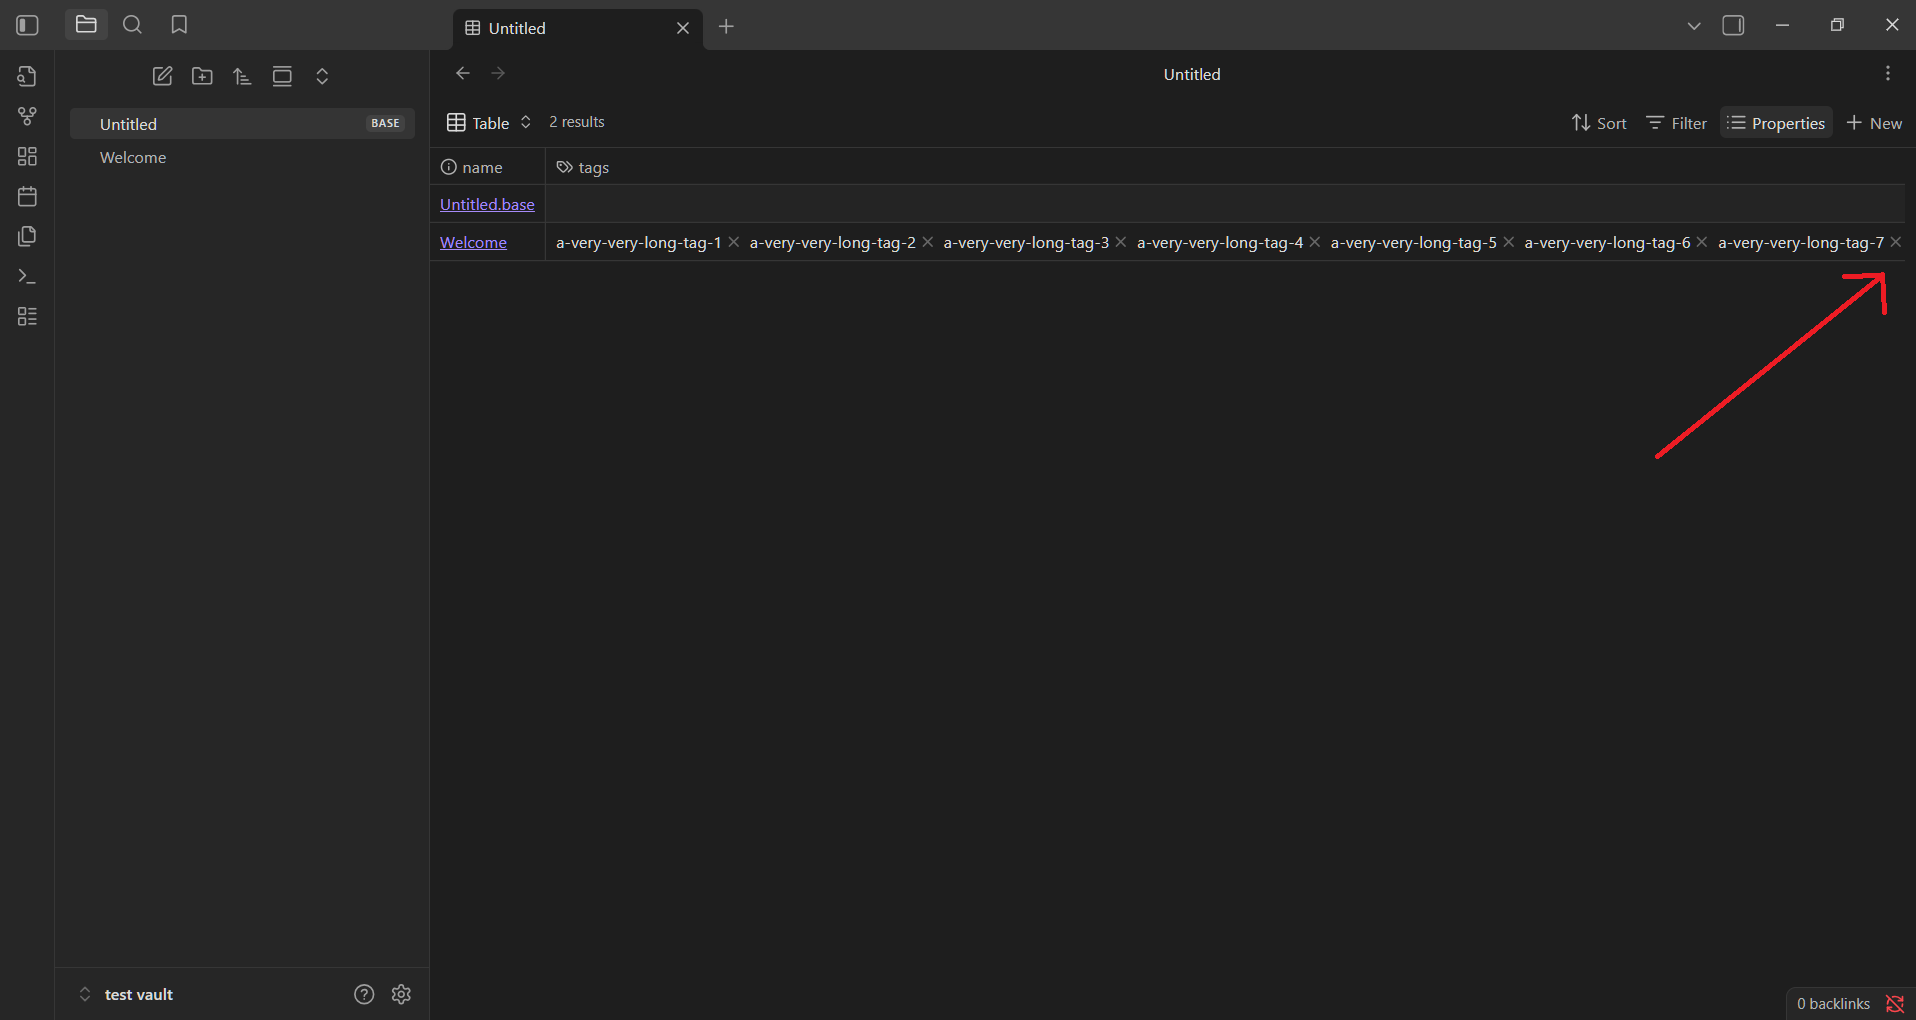 Untitled
Untitled
Untitled BASE
Welcome
Table 2 results Sort Filter Properties New
name tags
Untitled.base
Welcome a-very-very-long-tag-1 a-very-very-long-tag-2 a-very-very-long-tag-3 a-very-very-long-tag-4 a-very-very-long-tag-5 a-very-very-long-tag-6 a-very-very-long-tag-7
test vault
0 backlinks